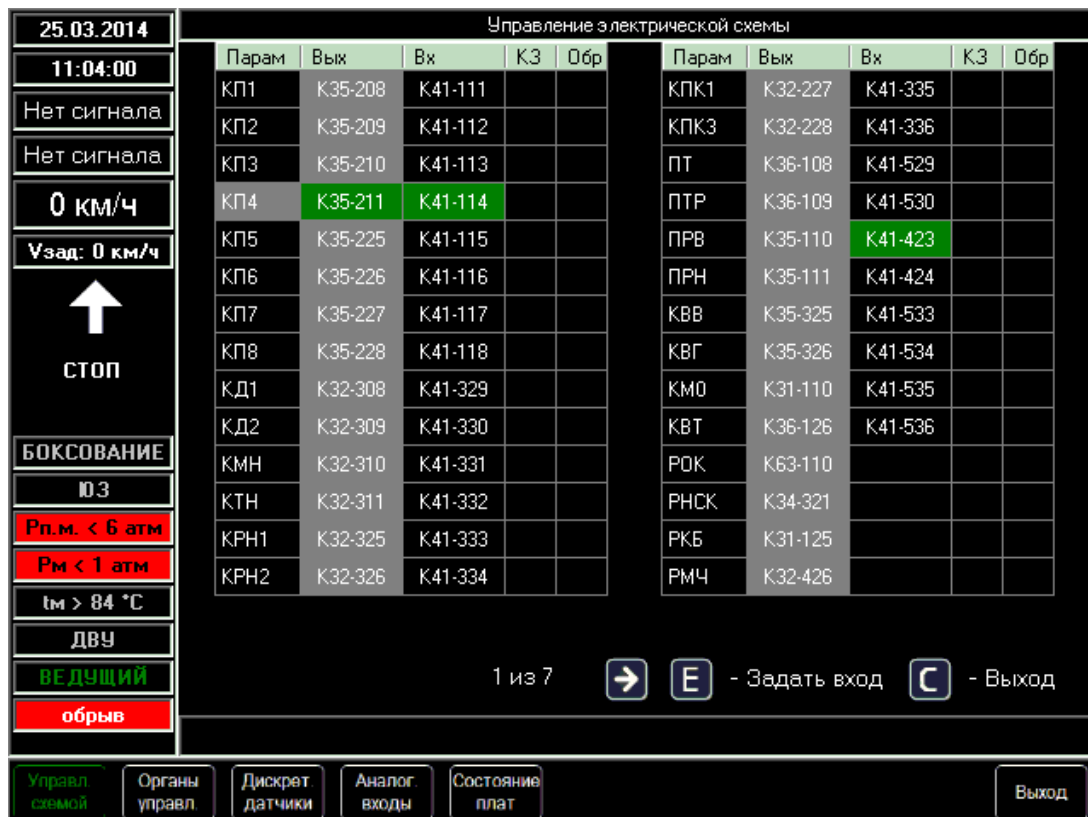 25.03.2014
11:04:00
Нет сигнала
Нет сигнала
0 км/ч
Vзад: 0 км/ч
стоп
БОКСОВАНИЕ
ЮЗ
Рп.м. < 6 атм
Рм < 1 атм
tм > 84 °C
ДВУ
ВЕДУЩИЙ
обрыв
Управление электрической схемы
Парам Вых Вх КЗ Обр
КП1 К35-208 К41-111
КП2 К35-209 К41-112
КП3 К35-210 К41-113
КП4 К35-211 К41-114
КП5 К35-225 К41-115
КП6 К35-226 К41-116
КП7 К35-227 К41-117
КП8 К35-228 К41-118
КД1 К32-308 К41-329
КД2 К32-309 К41-330
КМН К32-310 К41-331
КТН К32-311 К41-332
КРН1 К32-325 К41-333
КРН2 К32-326 К41-334
Парам Вых Вх КЗ Обр
КПК1 К32-227 К41-335
КПК3 К32-228 К41-336
ПТ К36-108 К41-529
ПТР К36-109 К41-530
ПРВ К35-110 К41-423
ПРН К35-111 К41-424
КВВ К35-325 К41-533
КВГ К35-326 К41-534
КМО К31-110 К41-535
КВТ К36-126 К41-536
РОК К63-110
РНСК К34-321
РКБ К31-125
РМЧ К32-426
1 из 7 E - Задать вход C - Выход
Управл.
схемой
Органы
управл.
Дискрет.
датчики
Аналог.
входы
Состояние
плат
Выход